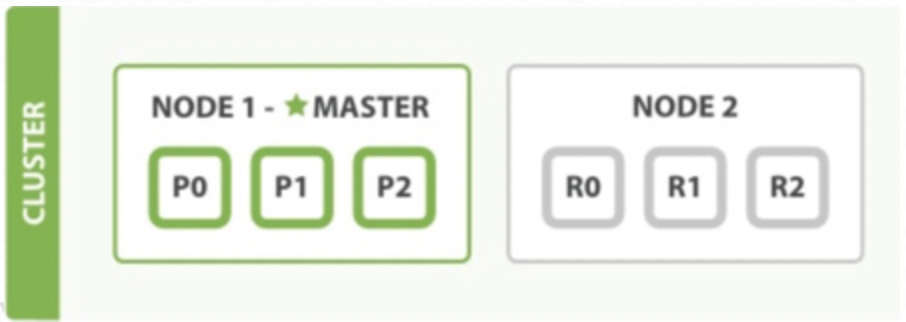 CLUSTER
NODE 1 - ★ MASTER
P0 P1 P2
NODE 2
R0 R1 R2